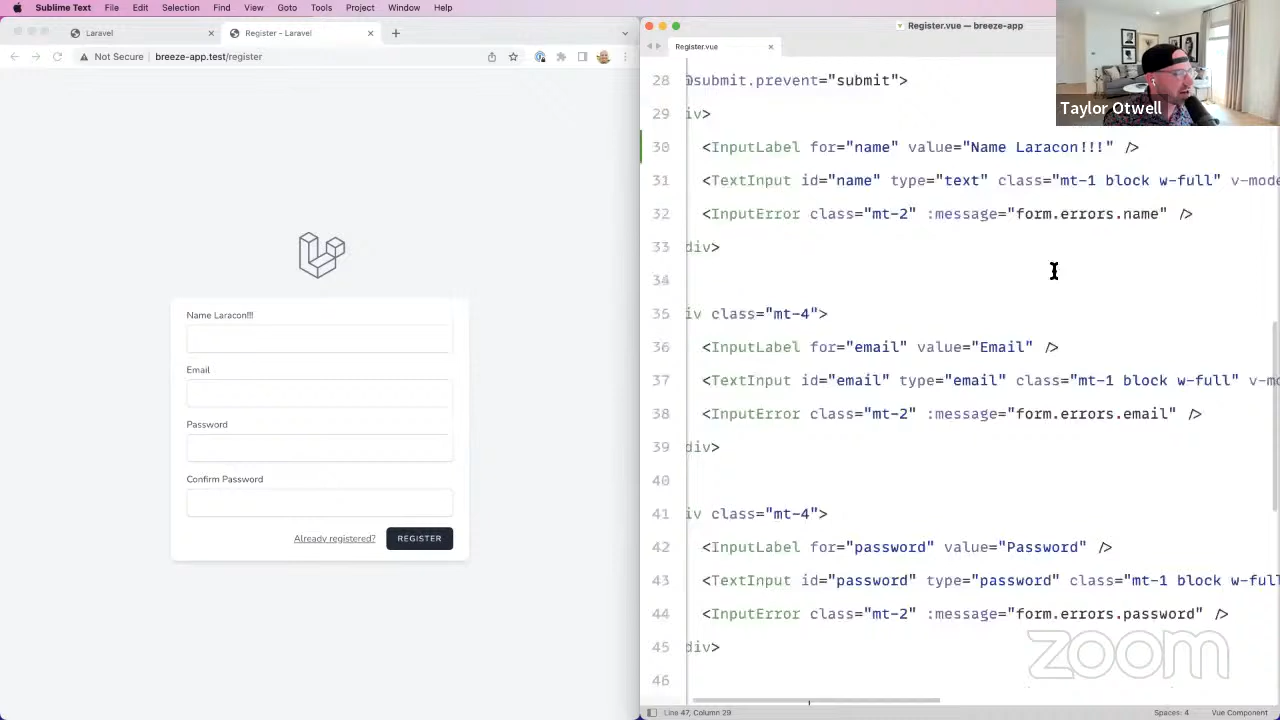 Sublime Text File Edit Selection Find View Goto Tools Project Window Help
Laravel
Register - Laravel
Not Secure breeze-app.test/register
Name Laracon!!!
Email
Password
Confirm Password
Already registered? REGISTER
Register.vue — breeze-app
Register.vue
28 @submit.prevent="submit">
29 iv>
30 <InputLabel for="name" value="Name Laracon!!!" />
31 <TextInput id="name" type="text" class="mt-1 block w-full" v-mode
32 <InputError class="mt-2" :message="form.errors.name" />
33 div>
34
35 iv class="mt-4">
36 <InputLabel for="email" value="Email" />
37 <TextInput id="email" type="email" class="mt-1 block w-full" v-mo
38 <InputError class="mt-2" :message="form.errors.email" />
39 div>
40
41 iv class="mt-4">
42 <InputLabel for="password" value="Password" />
43 <TextInput id="password" type="password" class="mt-1 block w-full
44 <InputError class="mt-2" :message="form.errors.password" />
45 div>
46
Line 47, Column 29
Spaces: 4 Vue Component
Taylor Otwell
zoom